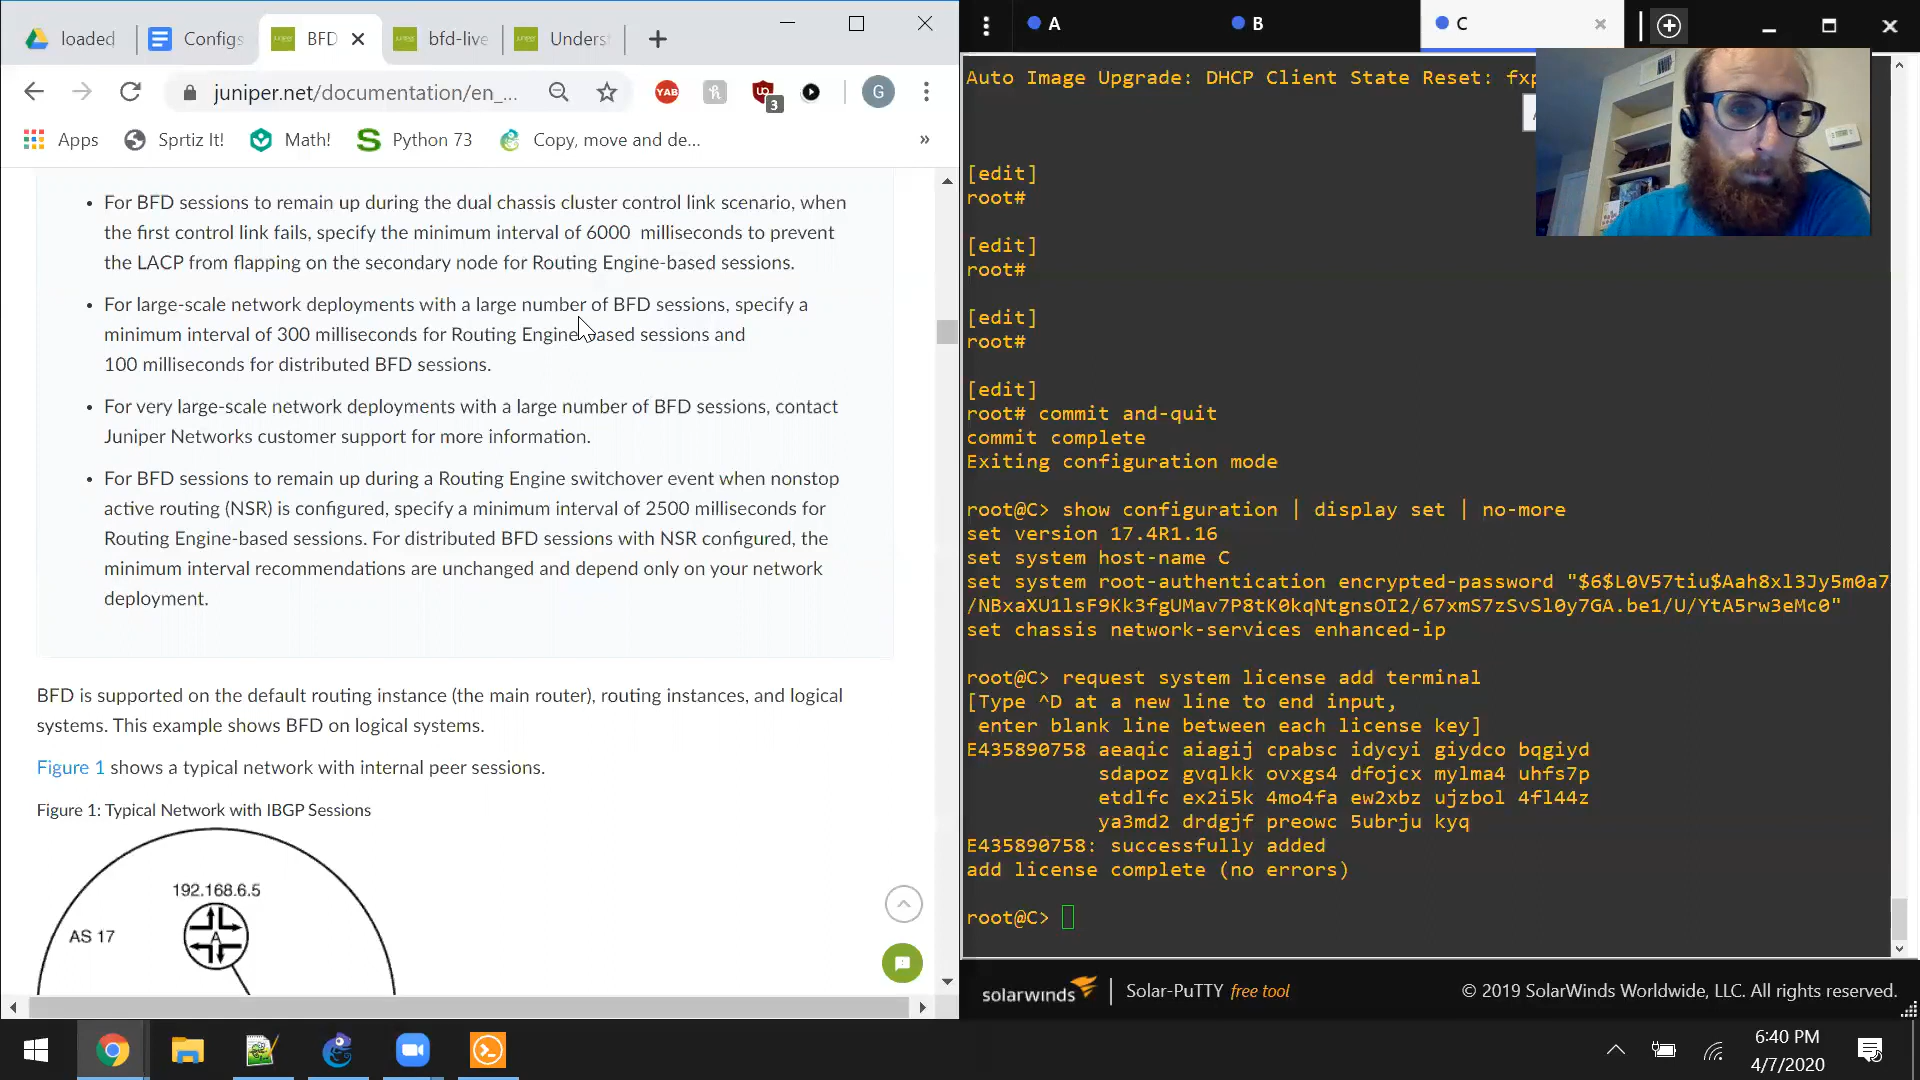 loaded
Configs
BFD
bfd-live
Unders
juniper.net/documentation/en_...
YAB
3
G
Apps
Sprtiz It!
Math!
Python 73
Copy, move and de...
»
• For BFD sessions to remain up during the dual chassis cluster control link scenario, when
the first control link fails, specify the minimum interval of 6000 milliseconds to prevent
the LACP from flapping on the secondary node for Routing Engine-based sessions.
• For large-scale network deployments with a large number of BFD sessions, specify a
minimum interval of 300 milliseconds for Routing Engine-based sessions and
100 milliseconds for distributed BFD sessions.
• For very large-scale network deployments with a large number of BFD sessions, contact
Juniper Networks customer support for more information.
• For BFD sessions to remain up during a Routing Engine switchover event when nonstop
active routing (NSR) is configured, specify a minimum interval of 2500 milliseconds for
Routing Engine-based sessions. For distributed BFD sessions with NSR configured, the
minimum interval recommendations are unchanged and depend only on your network
deployment.
BFD is supported on the default routing instance (the main router), routing instances, and logical
systems. This example shows BFD on logical systems.
Figure 1 shows a typical network with internal peer sessions.
Figure 1: Typical Network with IBGP Sessions
192.168.6.5
AS 17
A
A
B
C
Auto Image Upgrade: DHCP Client State Reset: fxp
[edit]
root#
[edit]
root#
[edit]
root#
[edit]
root# commit and-quit
commit complete
Exiting configuration mode
root@C> show configuration | display set | no-more
set version 17.4R1.16
set system host-name C
set system root-authentication encrypted-password "$6$L0V57tiu$Aah8xl3Jy5m0a7
/NBxaXU1lsF9Kk3fgUMav7P8tK0kqNtgnsOI2/67xmS7zSvSl0y7GA.be1/U/YtA5rw3eMc0"
set chassis network-services enhanced-ip
root@C> request system license add terminal
[Type ^D at a new line to end input,
enter blank line between each license key]
E435890758 aeaqic aiagij cpabsc idycyi giydco bqgiyd
sdapoz gvqlkk ovxgs4 dfojcx mylma4 uhfs7p
etdlfc ex2i5k 4mo4fa ew2xbz ujzbol 4fl44z
ya3md2 drdgjf preowc 5ubrju kyq
E435890758: successfully added
add license complete (no errors)
root@C>
solarwinds
Solar-PuTTY free tool
© 2019 SolarWinds Worldwide, LLC. All rights reserved.
6:40 PM
4/7/2020